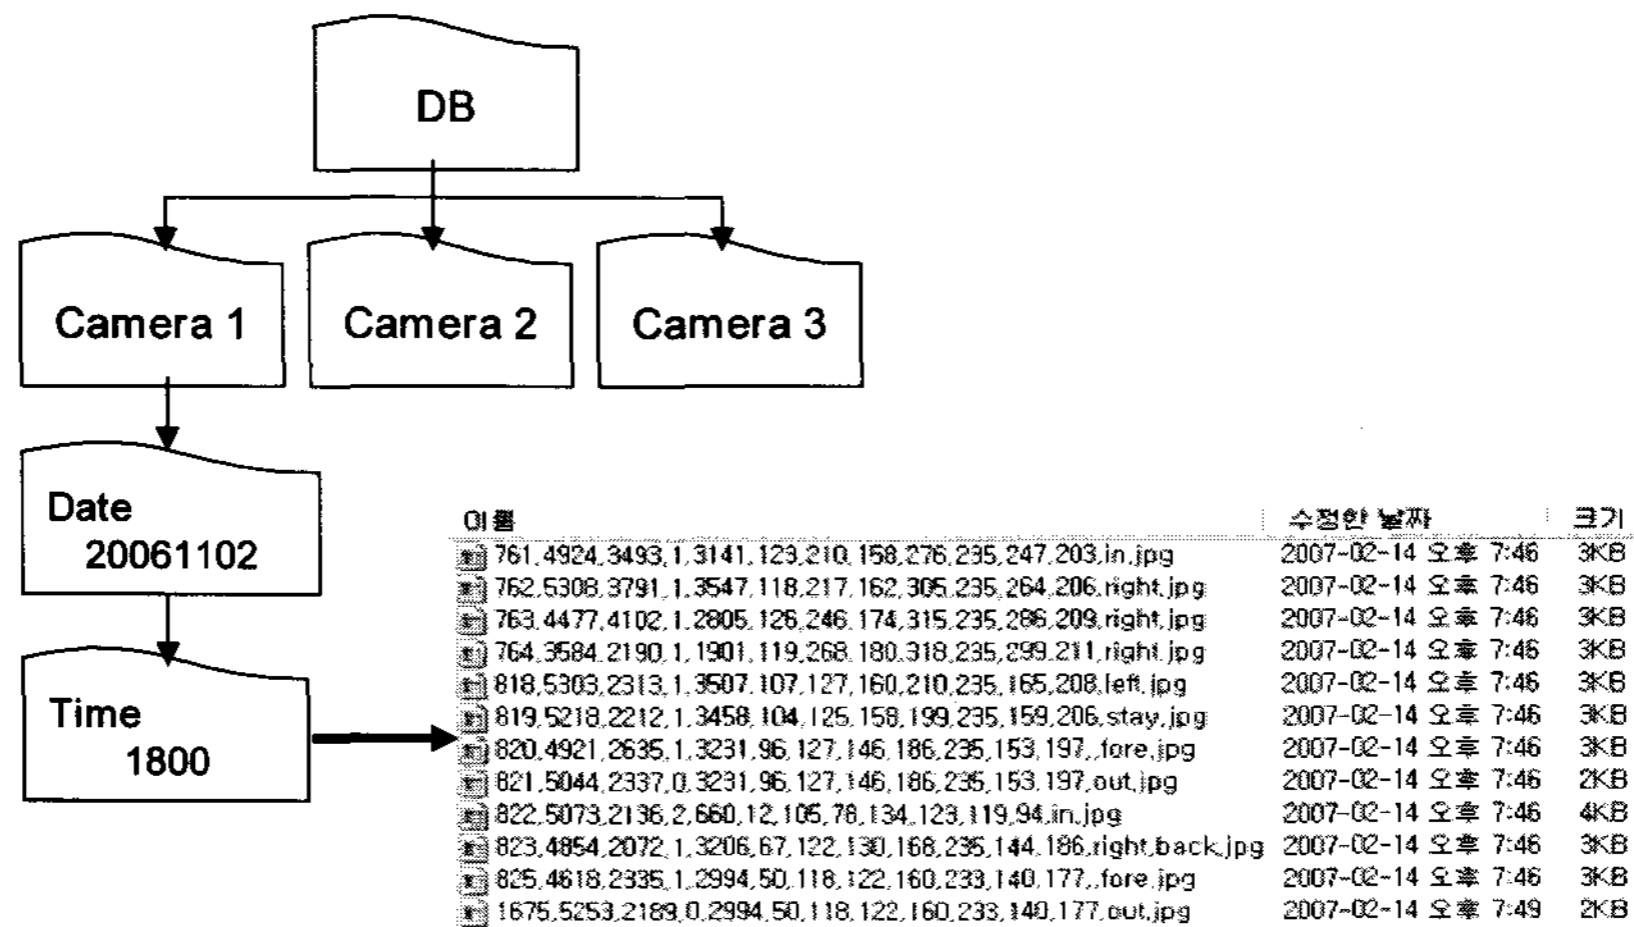 DB
Camera 1
Camera 2
Camera 3
Date
20061102
Time
1800
이름 수정한 날짜 크기
761,4924,3493,1,3141,123,210,158,276,235,247,203,in.jpg 2007-02-14 오후 7:46 3KB
762,5308,3791,1,3547,118,217,162,305,235,264,206,right.jpg 2007-02-14 오후 7:46 3KB
763,4477,4102,1,2805,126,246,174,315,235,286,209,right.jpg 2007-02-14 오후 7:46 3KB
764,3584,2190,1,1901,119,268,180,318,235,299,211,right.jpg 2007-02-14 오후 7:46 3KB
818,5303,2313,1,3507,107,127,160,210,235,165,208,left.jpg 2007-02-14 오후 7:46 3KB
819,5218,2212,1,3458,104,125,158,199,235,159,206,stay.jpg 2007-02-14 오후 7:46 3KB
820,4921,2635,1,3231,96,127,146,186,235,153,197,,fore.jpg 2007-02-14 오후 7:46 3KB
821,5044,2337,0,3231,96,127,146,186,235,153,197,out.jpg 2007-02-14 오후 7:46 2KB
822,5073,2136,2,660,12,105,78,134,123,119,94,in.jpg 2007-02-14 오후 7:46 4KB
823,4854,2072,1,3206,67,122,130,168,235,144,186,right,back.jpg 2007-02-14 오후 7:46 3KB
825,4618,2335,1,2994,50,118,122,160,233,140,177,,fore.jpg 2007-02-14 오후 7:46 3KB
1675,5253,2189,0,2994,50,118,122,160,233,140,177,out.jpg 2007-02-14 오후 7:49 2KB